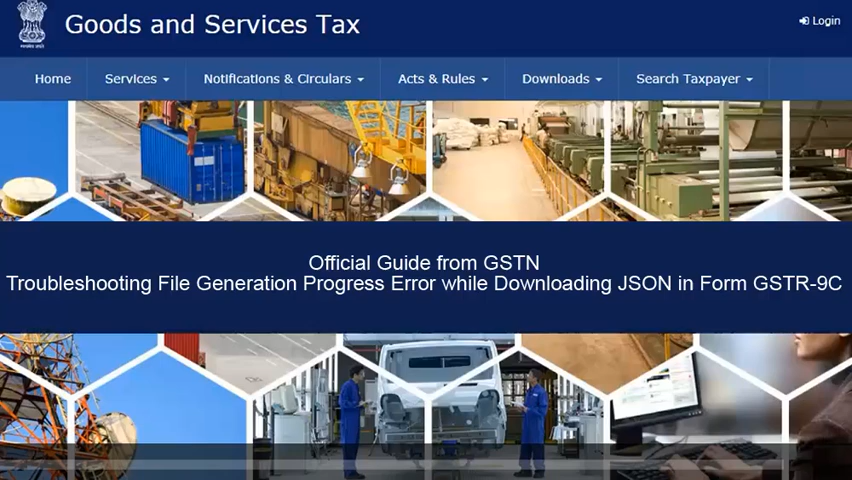 Goods and Services Tax
Login
Home
Services
Notifications & Circulars
Acts & Rules
Downloads
Search Taxpayer
Official Guide from GSTN
Troubleshooting File Generation Progress Error while Downloading JSON in Form GSTR-9C